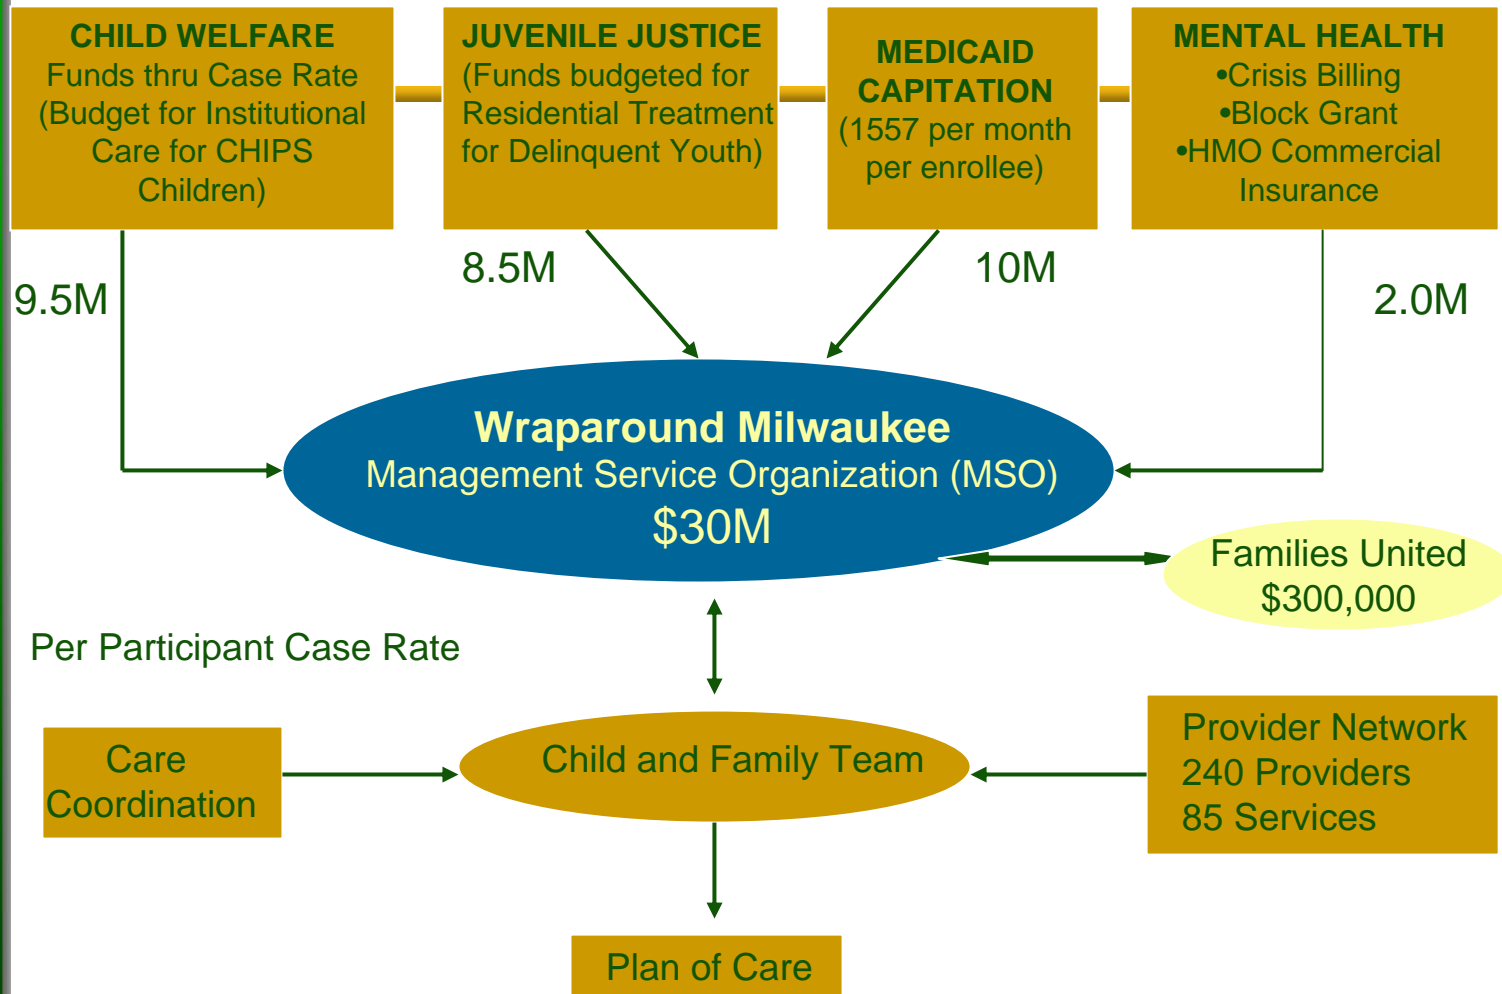 CHILD WELFARE
Funds thru Case Rate
(Budget for Institutional
Care for CHIPS
Children)
JUVENILE JUSTICE
(Funds budgeted for
Residential Treatment
for Delinquent Youth)
MEDICAID
CAPITATION
(1557 per month
per enrollee)
MENTAL HEALTH
•Crisis Billing
•Block Grant
•HMO Commercial
Insurance
9.5M
8.5M
10M
2.0M
Wraparound Milwaukee
Management Service Organization (MSO)
$30M
Families United
$300,000
Per Participant Case Rate
Care
Coordination
Child and Family Team
Provider Network
240 Providers
85 Services
Plan of Care